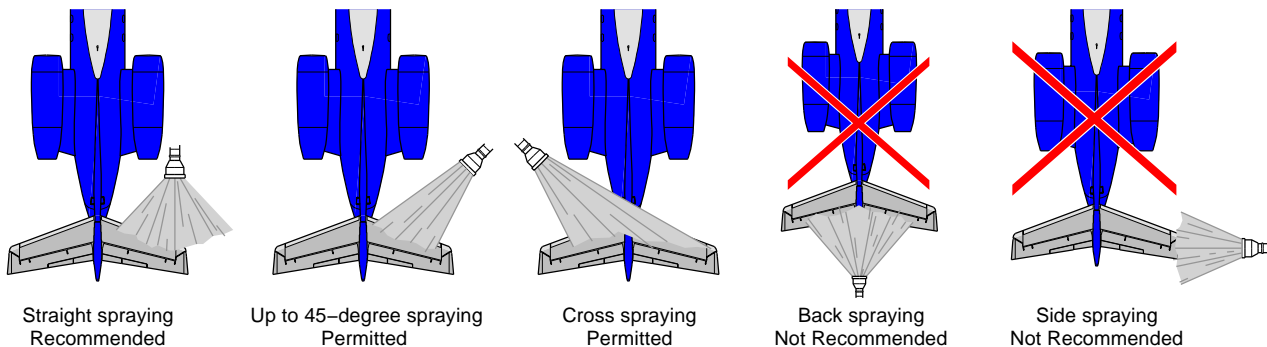 Straight spraying
Recommended
Up to 45−degree spraying
Permitted
Cross spraying
Permitted
Back spraying
Not Recommended
Side spraying
Not Recommended